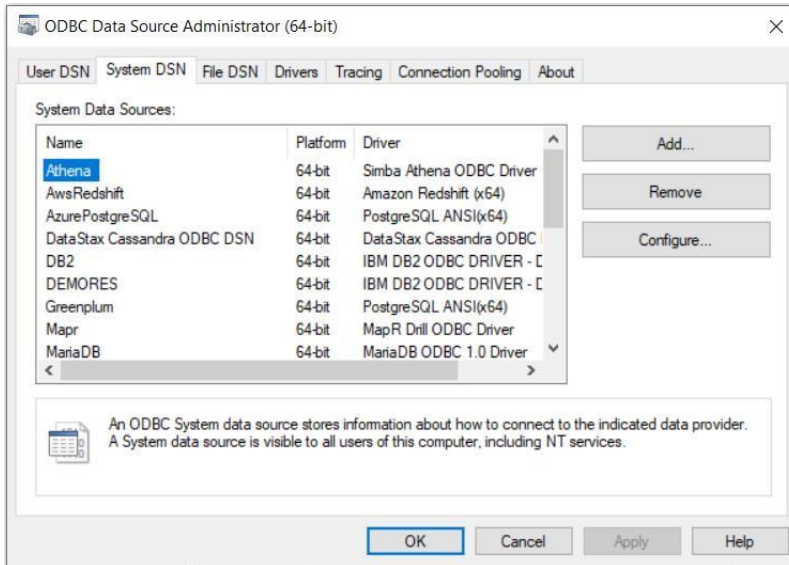 ODBC Data Source Administrator (64-bit)
User DSN System DSN File DSN Drivers Tracing Connection Pooling About
System Data Sources:
Name Platform Driver
Athena 64-bit Simba Athena ODBC Driver
AwsRedshift 64-bit Amazon Redshift (x64)
AzurePostgreSQL 64-bit PostgreSQL ANSI(x64)
DataStax Cassandra ODBC DSN 64-bit DataStax Cassandra ODBC
DB2 64-bit IBM DB2 ODBC DRIVER -
DEMORES 64-bit IBM DB2 ODBC DRIVER -
Greenplum 64-bit PostgreSQL ANSI(x64)
Mapr 64-bit MapR Drill ODBC Driver
MariaDB 64-bit MariaDB ODBC 1.0 Driver
Add...
Remove
Configure...
An ODBC System data source stores information about how to connect to the indicated data provider.
A System data source is visible to all users of this computer, including NT services.
OK Cancel Apply Help